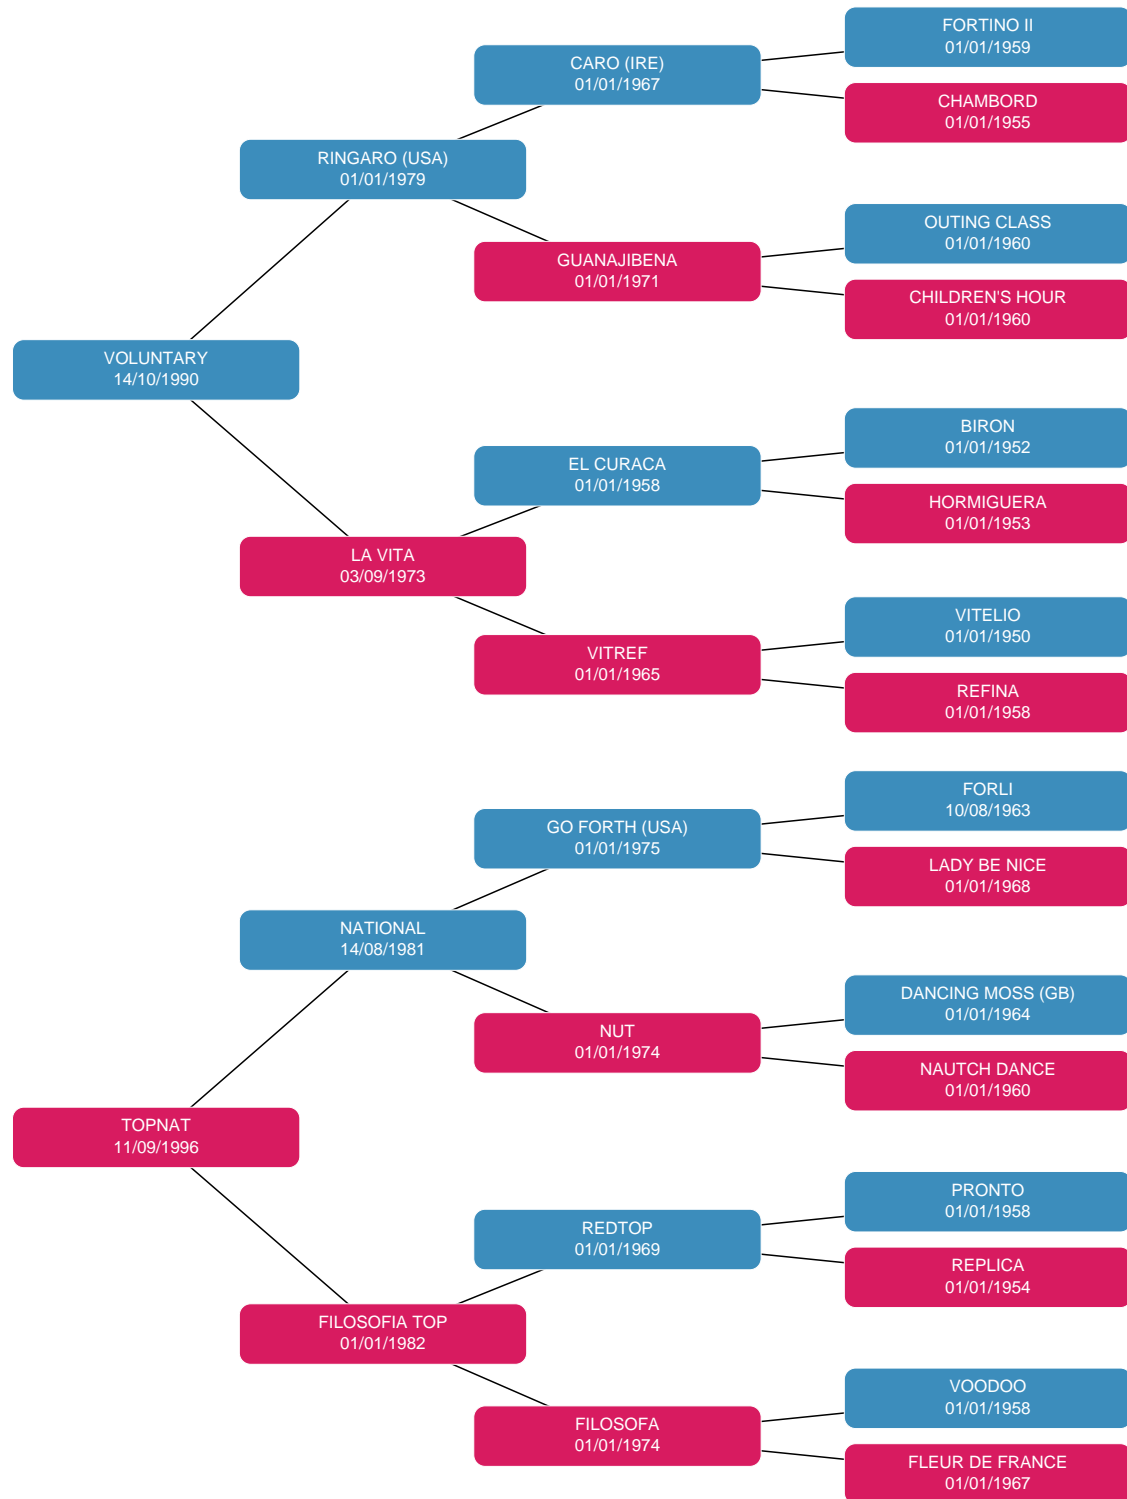 FORTINO II
01/01/1959
CARO (IRE)
01/01/1967
CHAMBORD
01/01/1955
RINGARO (USA)
01/01/1979
OUTING CLASS
01/01/1960
GUANAJIBENA
01/01/1971
CHILDREN'S HOUR
01/01/1960
VOLUNTARY
14/10/1990
BIRON
01/01/1952
EL CURACA
01/01/1958
HORMIGUERA
01/01/1953
LA VITA
03/09/1973
VITELIO
01/01/1950
VITREF
01/01/1965
REFINA
01/01/1958
FORLI
10/08/1963
GO FORTH (USA)
01/01/1975
LADY BE NICE
01/01/1968
NATIONAL
14/08/1981
DANCING MOSS (GB)
01/01/1964
NUT
01/01/1974
NAUTCH DANCE
01/01/1960
TOPNAT
11/09/1996
PRONTO
01/01/1958
REDTOP
01/01/1969
REPLICA
01/01/1954
FILOSOFIA TOP
01/01/1982
VOODOO
01/01/1958
FILOSOFA
01/01/1974
FLEUR DE FRANCE
01/01/1967